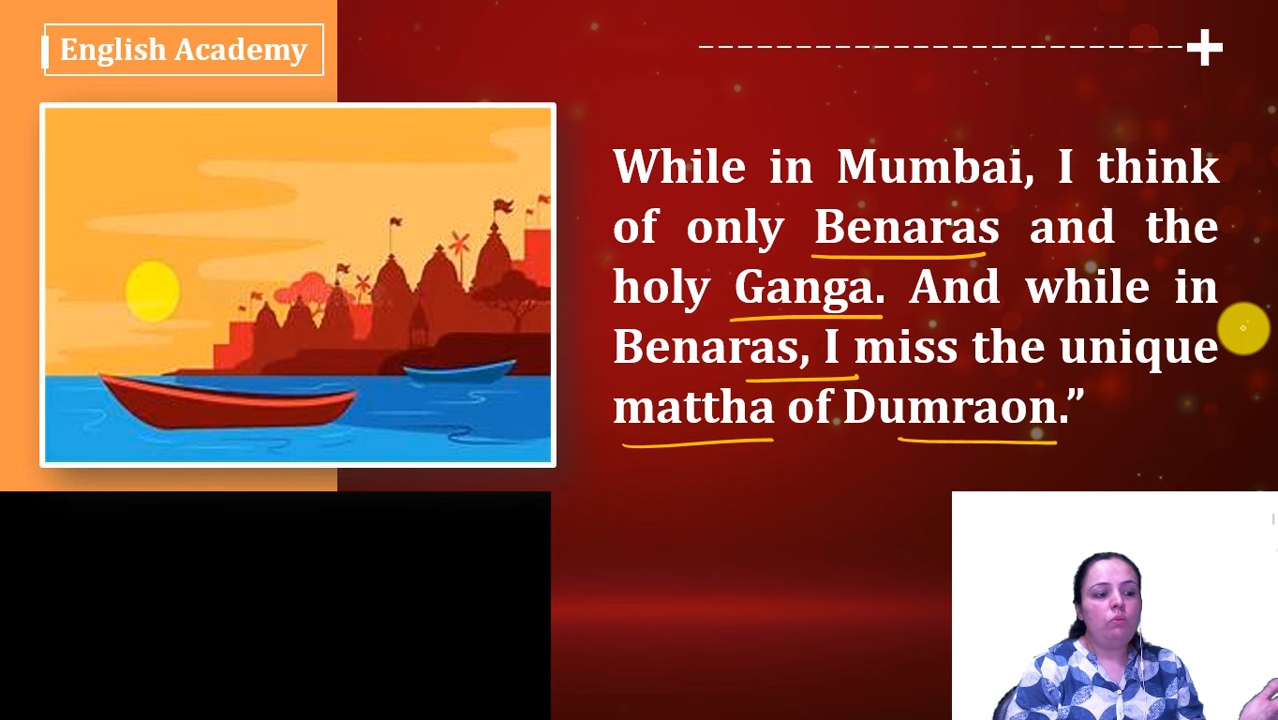 English Academy
While in Mumbai, I think
of only Benaras and the
holy Ganga. And while in
Benaras, I miss the unique
mattha of Dumraon.”